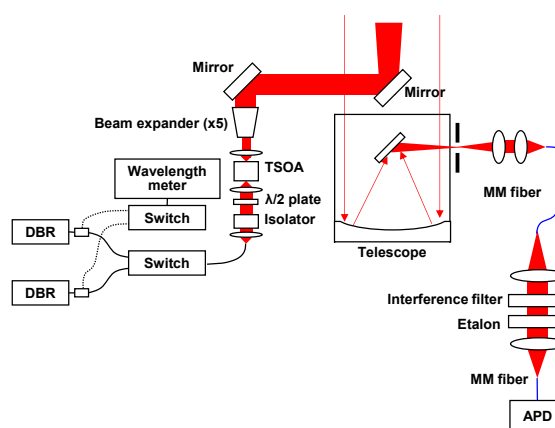 Mirror
Mirror
Beam expander (x5)
TSOA
Wavelength
meter
λ/2 plate
Isolator
Switch
DBR
Switch
DBR
Telescope
MM fiber
Interference filter
Etalon
MM fiber
APD